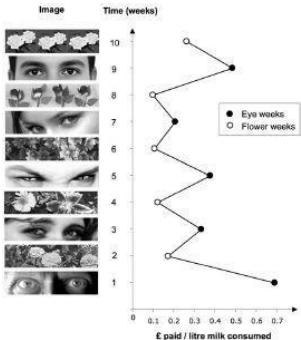 Image
Time (weeks)
10
9
8
7
6
5
4
3
2
1
Eye weeks
Flower weeks
0 0.1 0.2 0.3 0.4 0.5 0.6 0.7
£ paid / litre milk consumed